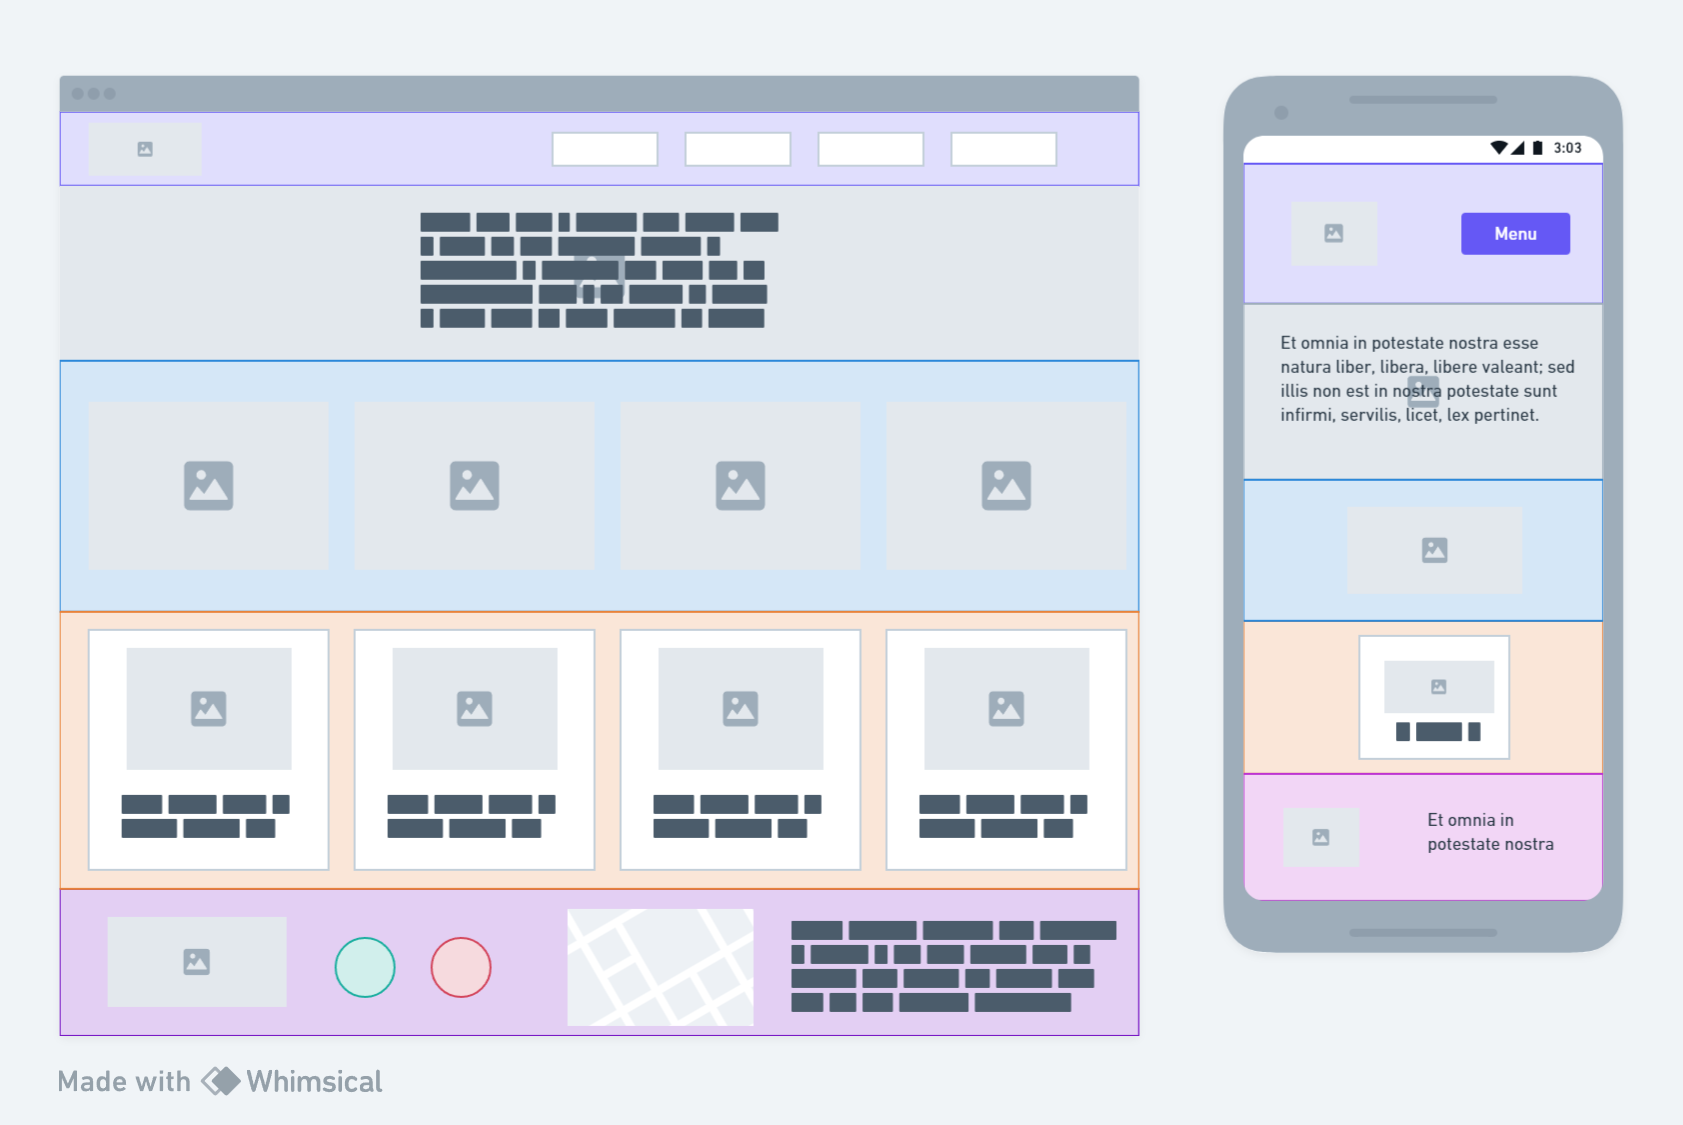 3:03
Menu
Et omnia in potestate nostra esse
natura liber, libera, libere valeant; sed
illis non est in nostra potestate sunt
infirmi, servilis, licet, lex pertinet.
Et omnia in
potestate nostra
Made with Whimsical